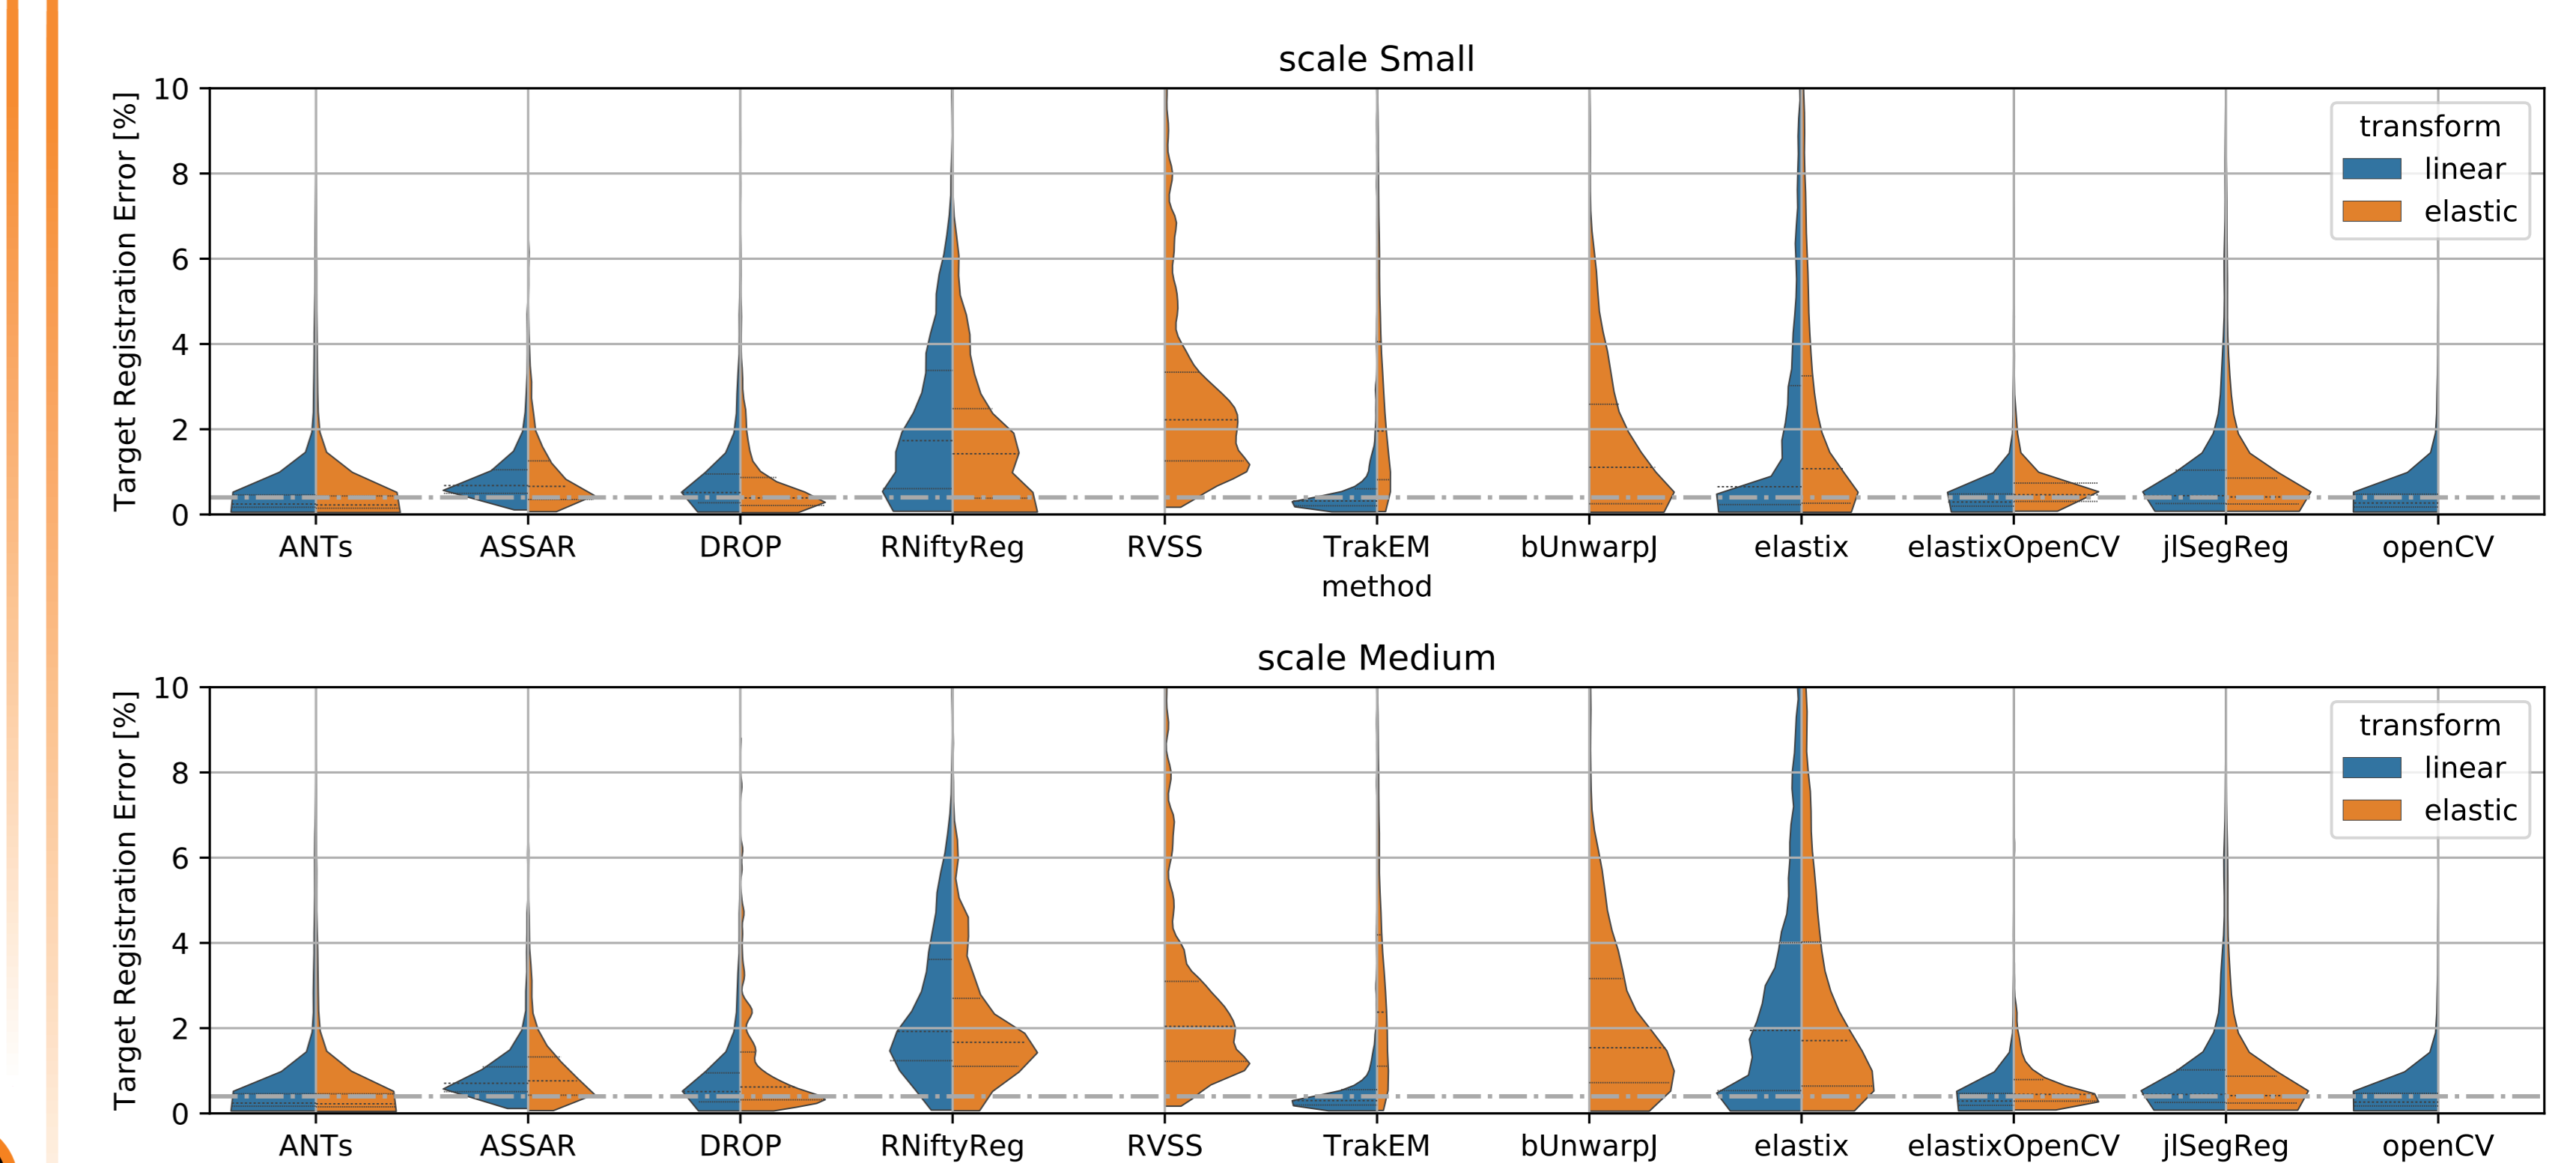 scale Small
Target Registration Error [%]
10
8
6
4
2
0
transform
linear
elastic
ANTs ASSAR DROP RNiftyReg RVSS TrakEM bUnwarpJ elastix elastixOpenCV jlSegReg openCV
method
scale Medium
Target Registration Error [%]
10
8
6
4
2
0
transform
linear
elastic
ANTs ASSAR DROP RNiftyReg RVSS TrakEM bUnwarpJ elastix elastixOpenCV jlSegReg openCV